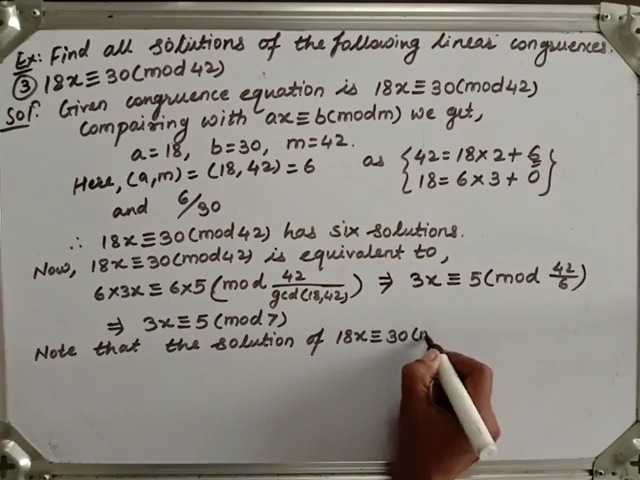 Ex: Find all solutions of the following linear congruences.
③ 18x ≡ 30 (mod 42)
Sol: Given congruence equation is 18x ≡ 30 (mod 42)
Compairing with ax ≡ b (mod m) we get,
a = 18, b = 30, m = 42.
Here, (a, m) = (18, 42) = 6 as { 42 = 18 × 2 + 6
18 = 6 × 3 + 0 }
and 6/30
∴ 18x ≡ 30 (mod 42) has six solutions.
Now, 18x ≡ 30 (mod 42) is equivalent to,
6 × 3x ≡ 6 × 5 (mod 42/gcd(18,42)) ⇒ 3x ≡ 5 (mod 42/6)
⇒ 3x ≡ 5 (mod 7)
Note that the solution of 18x ≡ 30 (